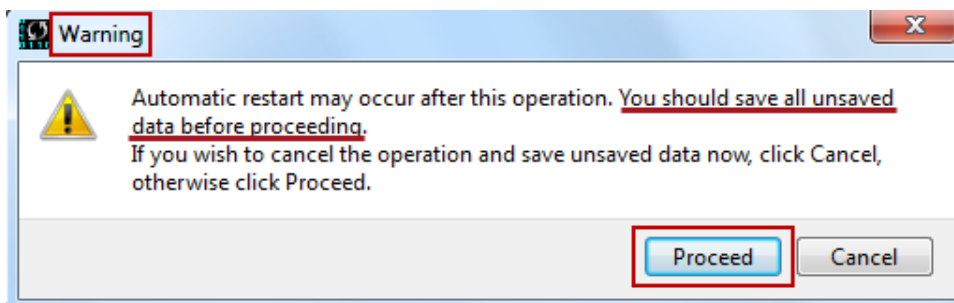 Warning
Automatic restart may occur after this operation. You should save all unsaved
data before proceeding.
If you wish to cancel the operation and save unsaved data now, click Cancel,
otherwise click Proceed.
Proceed Cancel